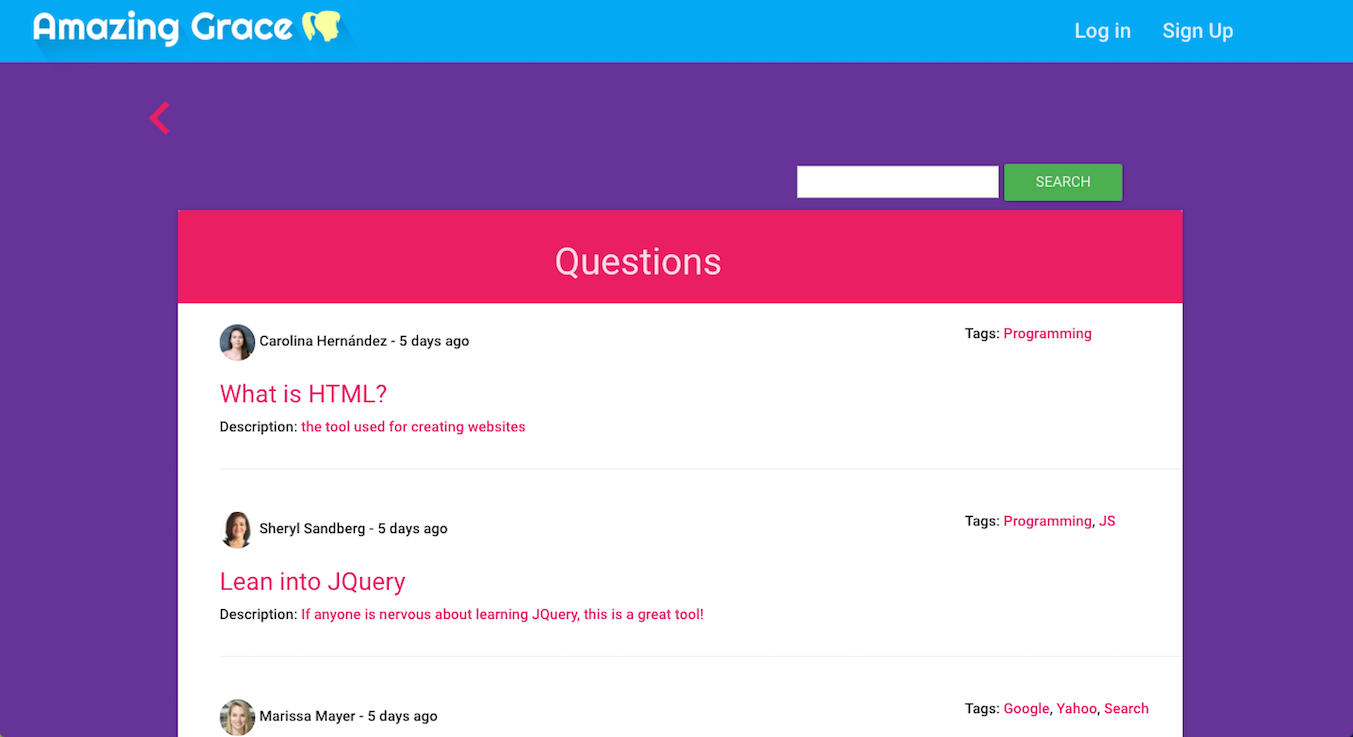 Amazing Grace
Log in Sign Up
SEARCH
Questions
Carolina Hernández - 5 days ago
Tags: Programming
What is HTML?
Description: the tool used for creating websites
Sheryl Sandberg - 5 days ago
Tags: Programming, JS
Lean into JQuery
Description: If anyone is nervous about learning JQuery, this is a great tool!
Marissa Mayer - 5 days ago
Tags: Google, Yahoo, Search